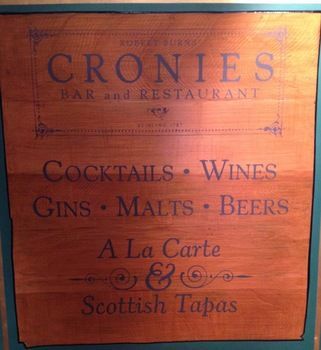 ROBERT BURNS
CRONIES
BAR and RESTAURANT
COCKTAILS • WINES
GINS • MALTS • BEERS
A La Carte
&
Scottish Tapas